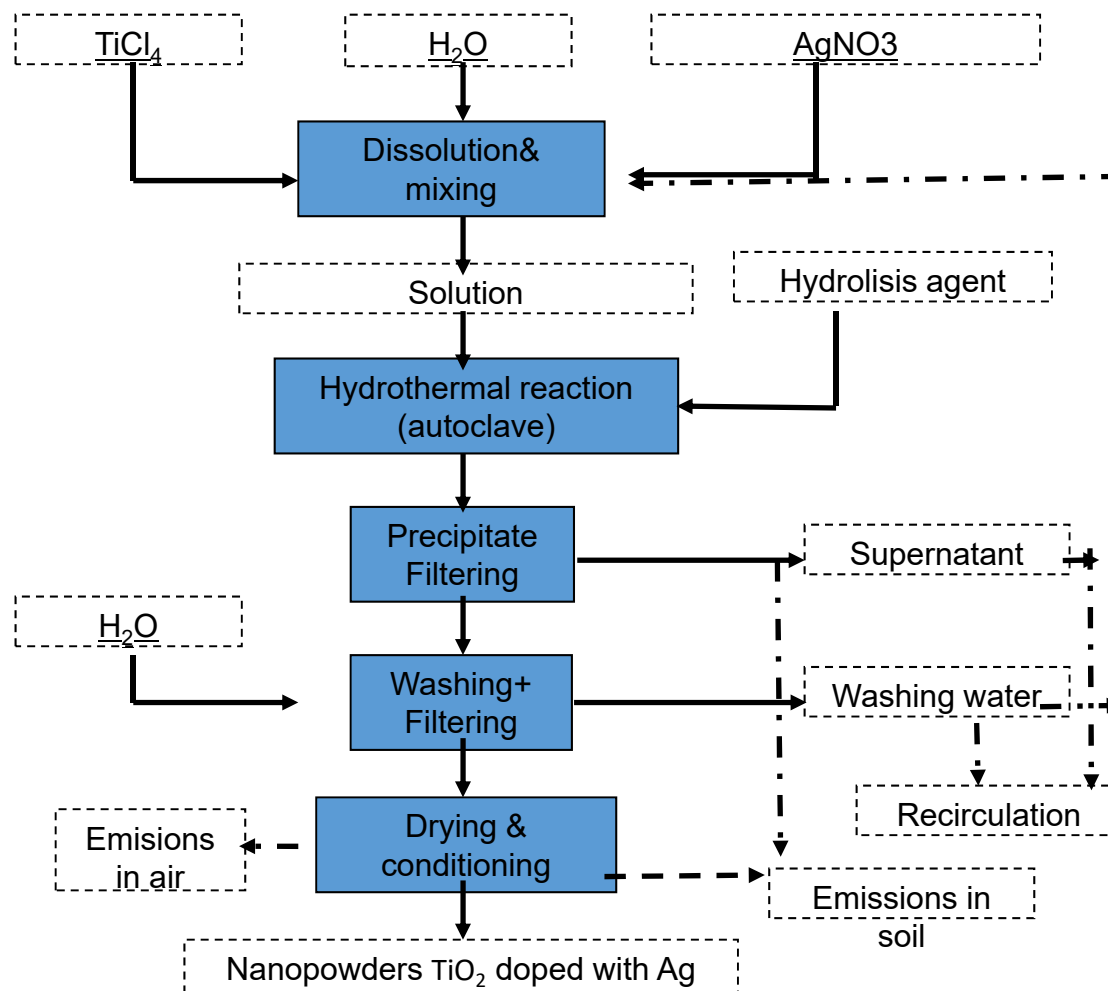 TiCl₄
H₂O
AgNO3
Dissolution&
mixing
Solution
Hydrolisis agent
Hydrothermal reaction
(autoclave)
Precipitate
Filtering
Supernatant
H₂O
Washing+
Filtering
Washing water
Recirculation
Emisions
in air
Drying &
conditioning
Emissions in
soil
Nanopowders TiO₂ doped with Ag